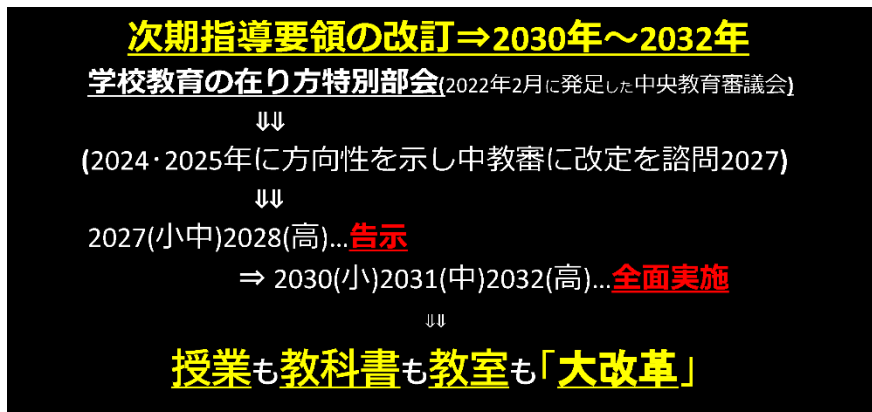 次期指導要領の改訂⇒2030年～2032年
学校教育の在り方特別部会(2022年2月に発足した中央教育審議会)
⇓⇓
(2024･2025年に方向性を示し中教審に改定を諮問2027)
⇓⇓
2027(小中)2028(高)…告示
⇒ 2030(小)2031(中)2032(高)…全面実施
⇓⇓
授業も教科書も教室も｢大改革｣